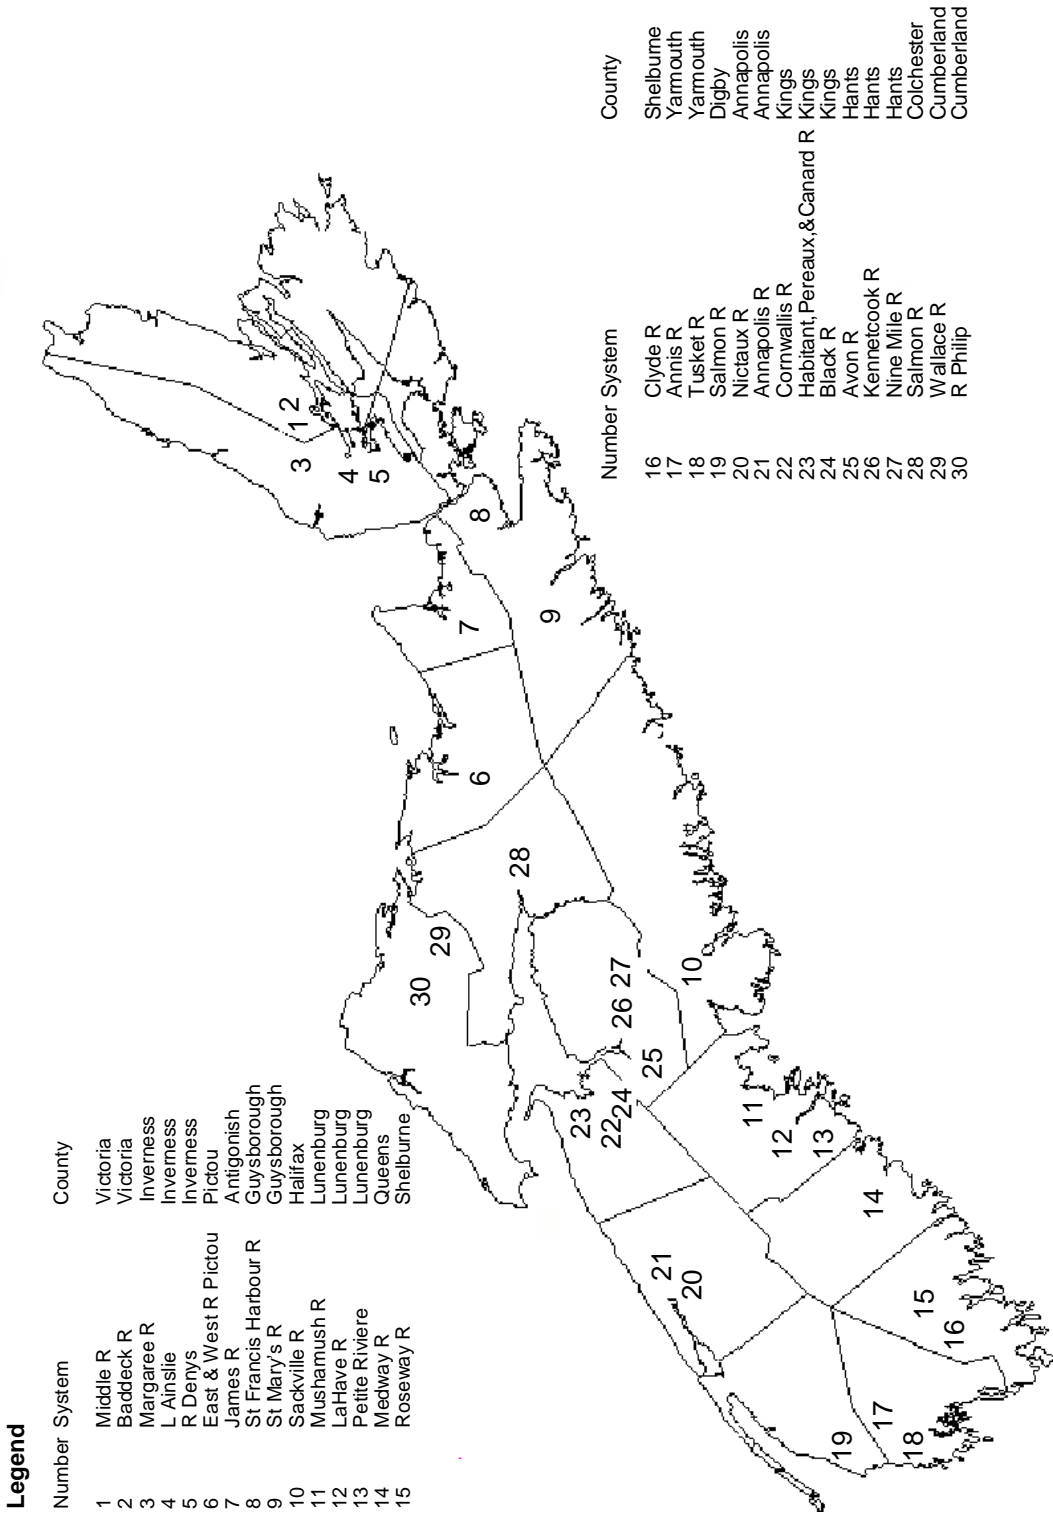 Legend
Number System County
1 Middle R Victoria
2 Baddeck R Victoria
3 Margaree R Inverness
4 L Ainslie Inverness
5 R Denys Inverness
6 East & West R Pictou Pictou
7 James R Antigonish
8 St Francis Harbour R Guysborough
9 St Mary's R Guysborough
10 Sackville R Halifax
11 Mushamush R Lunenburg
12 LaHave R Lunenburg
13 Petite Riviere Lunenburg
14 Medway R Queens
15 Roseway R Shelburne
1 2
3
4
5
8
7
9
6
28
29
30
27
26
10
25
23
24
22
11
12
13
14
21
20
15
16
17
19
18
Number System County
16 Clyde R Shelburne
17 Annis R Yarmouth
18 Tusket R Yarmouth
19 Salmon R Digby
20 Nictaux R Annapolis
21 Annapolis R Annapolis
22 Cornwallis R Kings
23 Habitant,Pereaux,&Canard R Kings
24 Black R Kings
25 Avon R Hants
26 Kennetcook R Hants
27 Nine Mile R Hants
28 Salmon R Colchester
29 Wallace R Cumberland
30 R Philip Cumberland